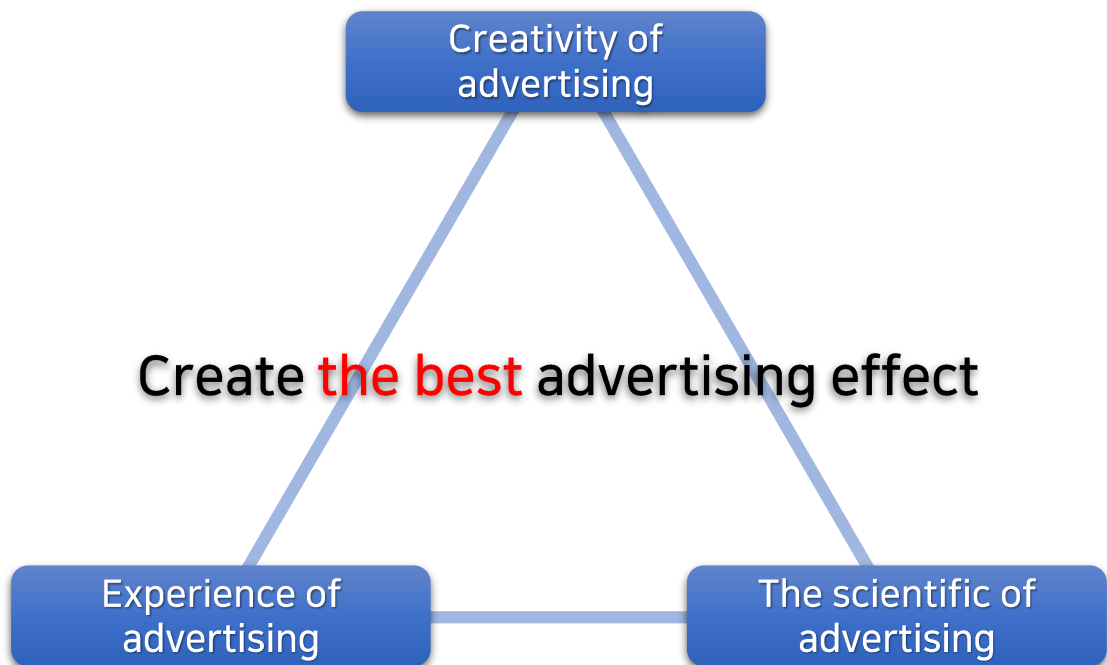 Creativity of
advertising
Create the best advertising effect
Experience of
advertising
The scientific of
advertising